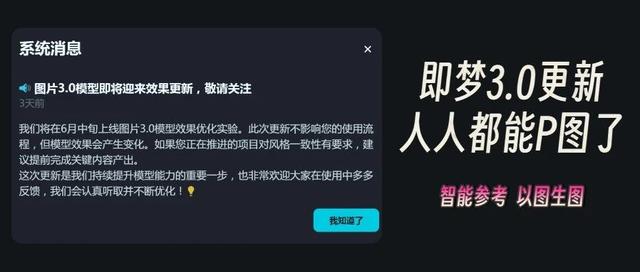 系统消息
图片3.0模型即将迎来效果更新，敬请关注
3天前
我们将在6月中旬上线图片3.0模型效果优化实验。此次更新不影响您的使用流
程，但模型效果会产生变化。如果您正在推进的项目对风格一致性有要求，建
议提前完成关键内容产出。
这次更新是我们持续提升模型能力的重要一步，也非常欢迎大家在使用中多多
反馈，我们会认真听取并不断优化！💡
我知道了
即梦3.0更新
人人都能P图了
智能参考 以图生图